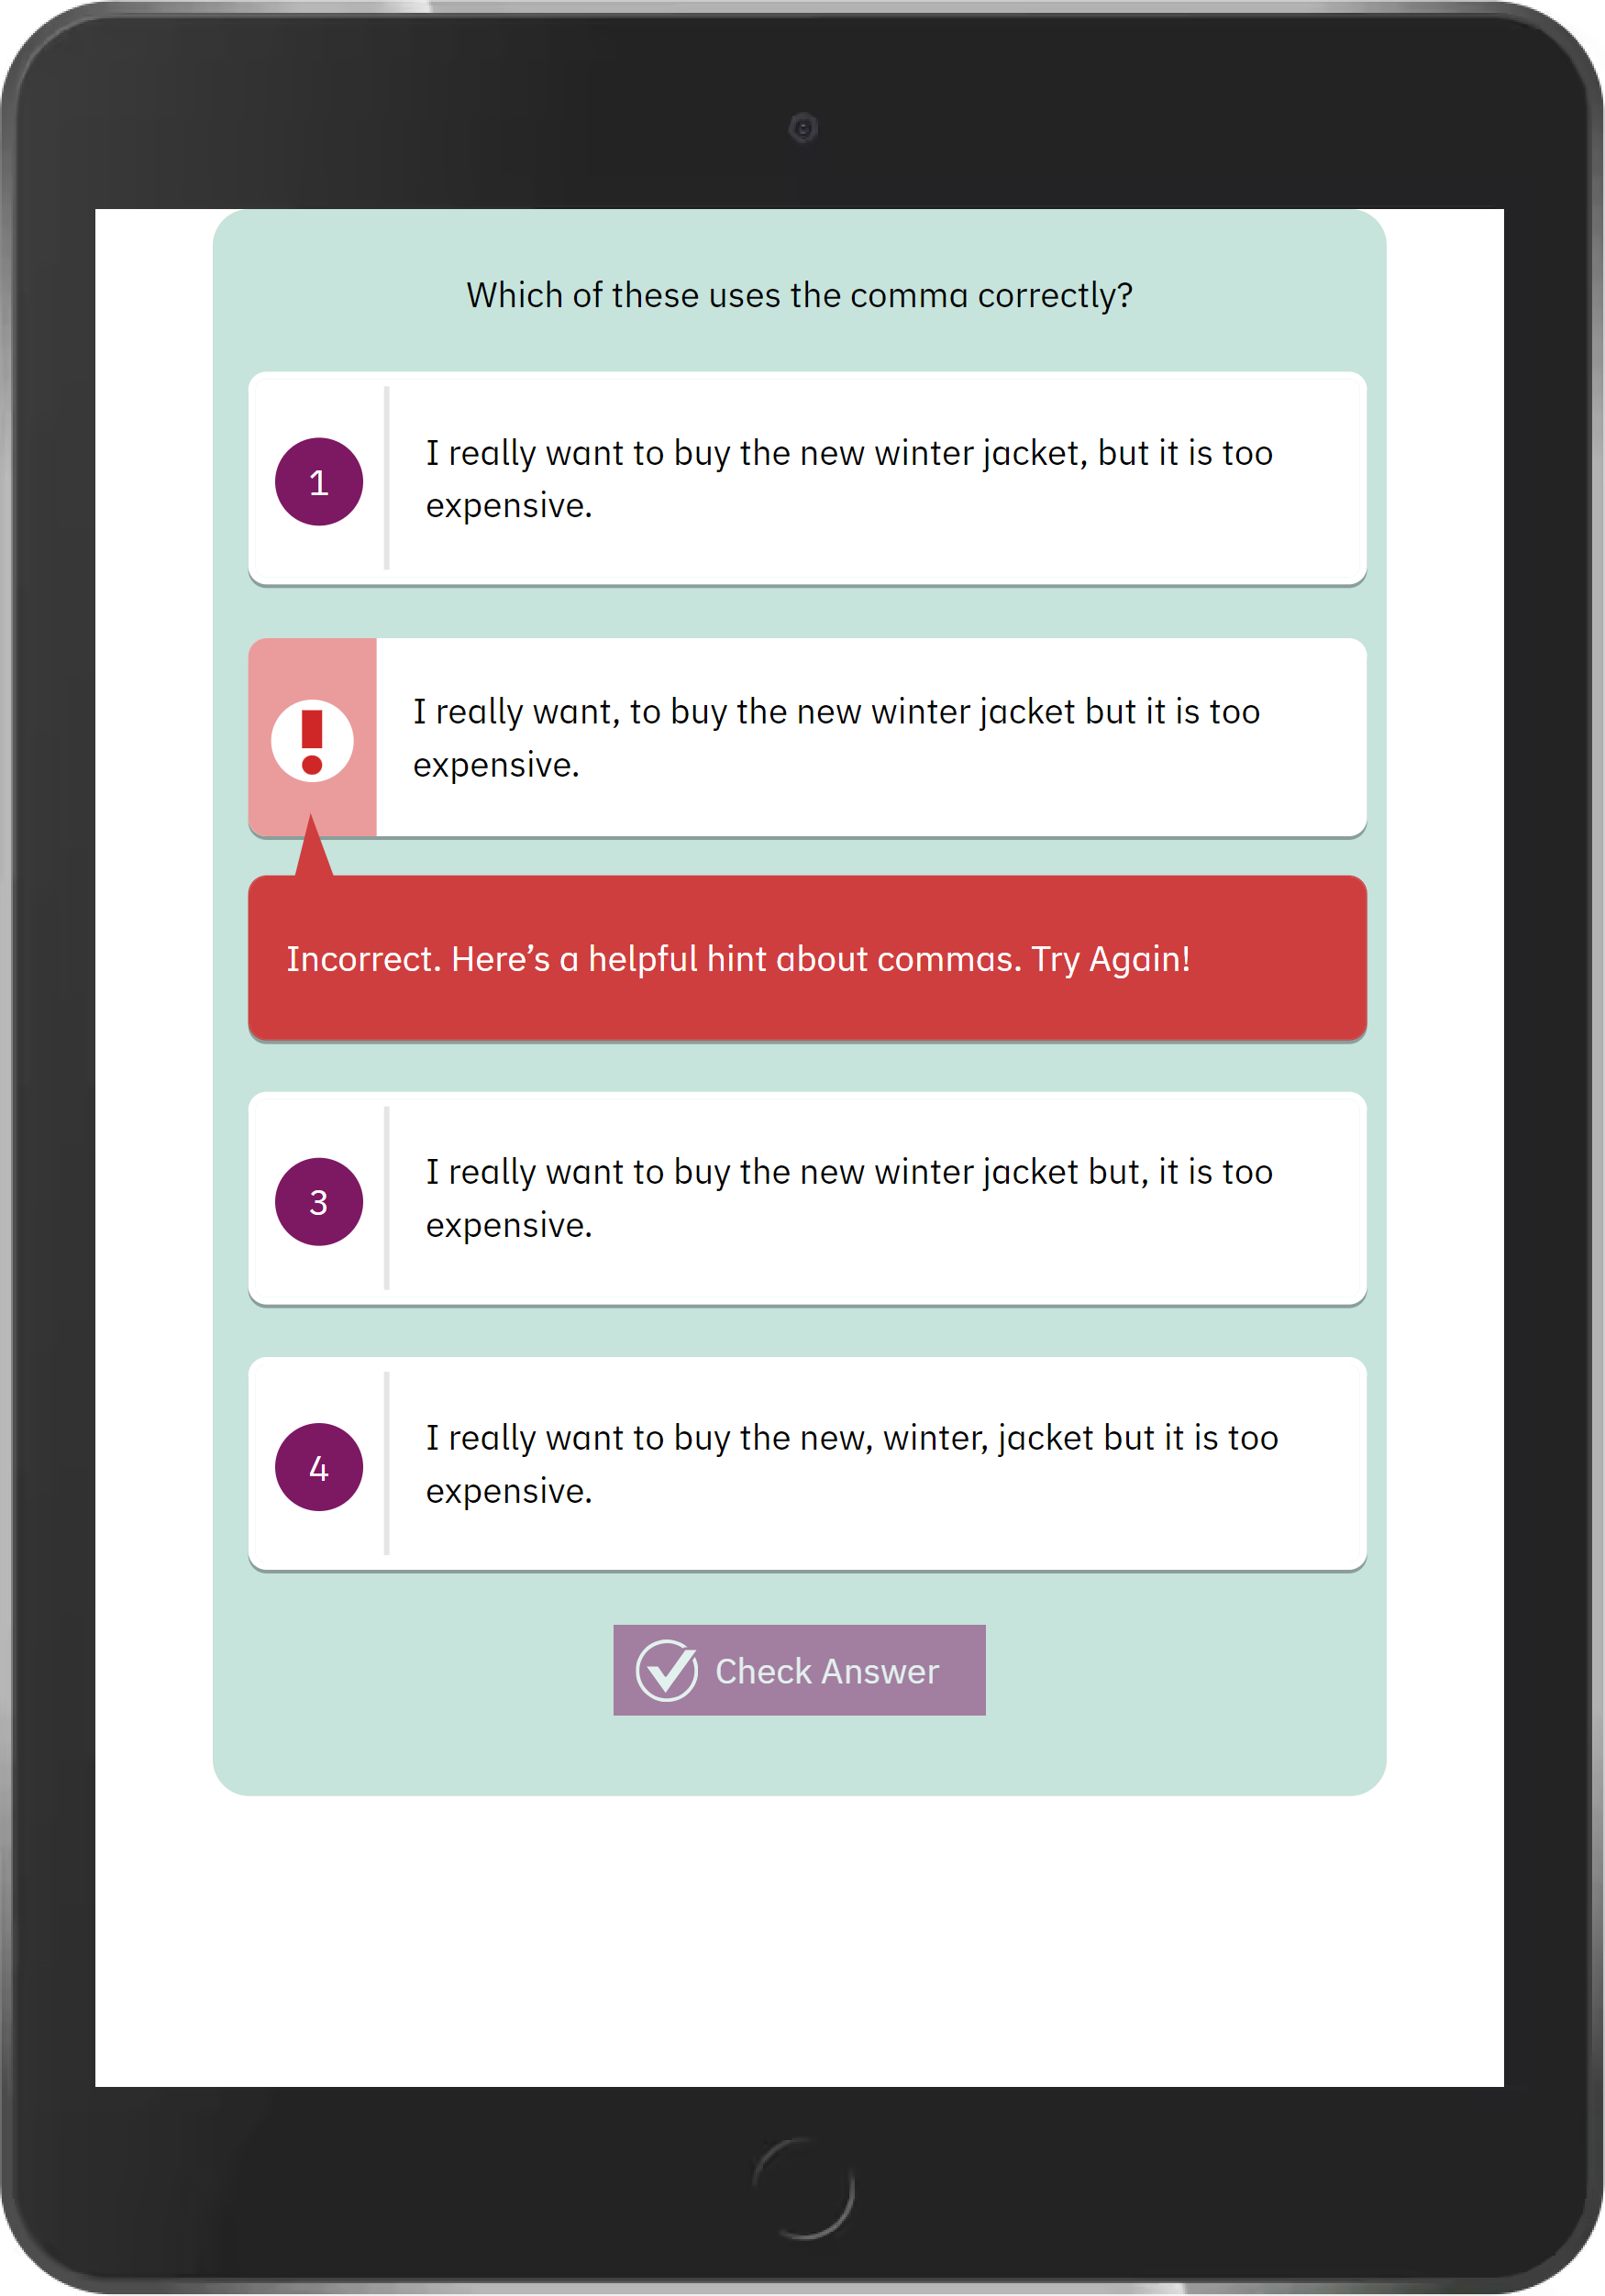 Which of these uses the comma correctly?
1
I really want to buy the new winter jacket, but it is too
expensive.
!
I really want, to buy the new winter jacket but it is too
expensive.
Incorrect. Here’s a helpful hint about commas. Try Again!
3
I really want to buy the new winter jacket but, it is too
expensive.
4
I really want to buy the new, winter, jacket but it is too
expensive.
Check Answer